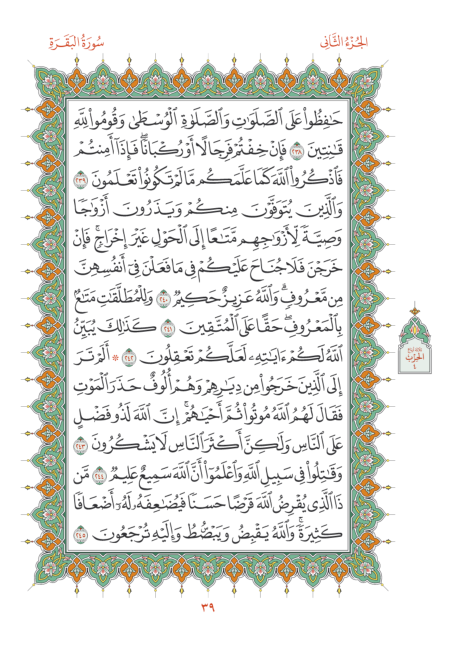 الجُزْءُ الثَّانِي
سُورَةُ البَقَرَةِ
حَٰفِظُواْ عَلَى ٱلصَّلَوَٰتِ وَٱلصَّلَوٰةِ ٱلۡوُسۡطَىٰ وَقُومُواْ لِلَّهِ
قَٰنِتِينَ ٢٣٨ فَإِنۡ خِفۡتُمۡ فَرِجَالًا أَوۡ رُكۡبَانٗاۖ فَإِذَآ أَمِنتُمۡ
فَٱذۡكُرُواْ ٱللَّهَ كَمَا عَلَّمَكُم مَّا لَمۡ تَكُونُواْ تَعۡلَمُونَ ٢٣٩
وَٱلَّذِينَ يُتَوَفَّوۡنَ مِنكُمۡ وَيَذَرُونَ أَزۡوَٰجٗا
وَصِيَّةٗ لِّأَزۡوَٰجِهِم مَّتَٰعًا إِلَى ٱلۡحَوۡلِ غَيۡرَ إِخۡرَاجٖۚ فَإِنۡ
خَرَجۡنَ فَلَا جُنَاحَ عَلَيۡكُمۡ فِي مَا فَعَلۡنَ فِيٓ أَنفُسِهِنَّ
مِن مَّعۡرُوفٖۗ وَٱللَّهُ عَزِيزٌ حَكِيمٞ ٢٤٠ وَلِلۡمُطَلَّقَٰتِ مَتَٰعُۢ
بِٱلۡمَعۡرُوفِۖ حَقًّا عَلَى ٱلۡمُتَّقِينَ ٢٤١ كَذَٰلِكَ يُبَيِّنُ
ٱللَّهُ لَكُمۡ ءَايَٰتِهِۦ لَعَلَّكُمۡ تَعۡقِلُونَ ٢٤٢ ۞ أَلَمۡ تَرَ
إِلَى ٱلَّذِينَ خَرَجُواْ مِن دِيَٰرِهِمۡ وَهُمۡ أُلُوفٌ حَذَرَ ٱلۡمَوۡتِ
فَقَالَ لَهُمُ ٱللَّهُ مُوتُواْ ثُمَّ أَحۡيَٰهُمۡۚ إِنَّ ٱللَّهَ لَذُو فَضۡلٍ
عَلَى ٱلنَّاسِ وَلَٰكِنَّ أَكۡثَرَ ٱلنَّاسِ لَا يَشۡكُرُونَ ٢٤٣
وَقَٰتِلُواْ فِي سَبِيلِ ٱللَّهِ وَٱعۡلَمُوٓاْ أَنَّ ٱللَّهَ سَمِيعٌ عَلِيمٞ ٢٤٤ مَّن
ذَا ٱلَّذِي يُقۡرِضُ ٱللَّهَ قَرۡضًا حَسَنٗا فَيُضَٰعِفَهُۥ لَهُۥٓ أَضۡعَافٗا
كَثِيرَةٗۚ وَٱللَّهُ يَقۡبِضُ وَيَبۡصُۜطُ وَإِلَيۡهِ تُرۡجَعُونَ ٢٤٥
الحِزْب
٤
٣٩